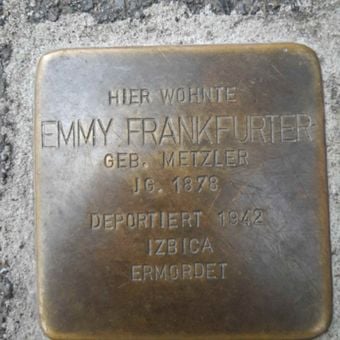 HIER WOHNTE
EMMY FRANKFURTER
GEB. METZLER
JG. 1878
DEPORTIERT 1942
IZBICA
ERMORDET